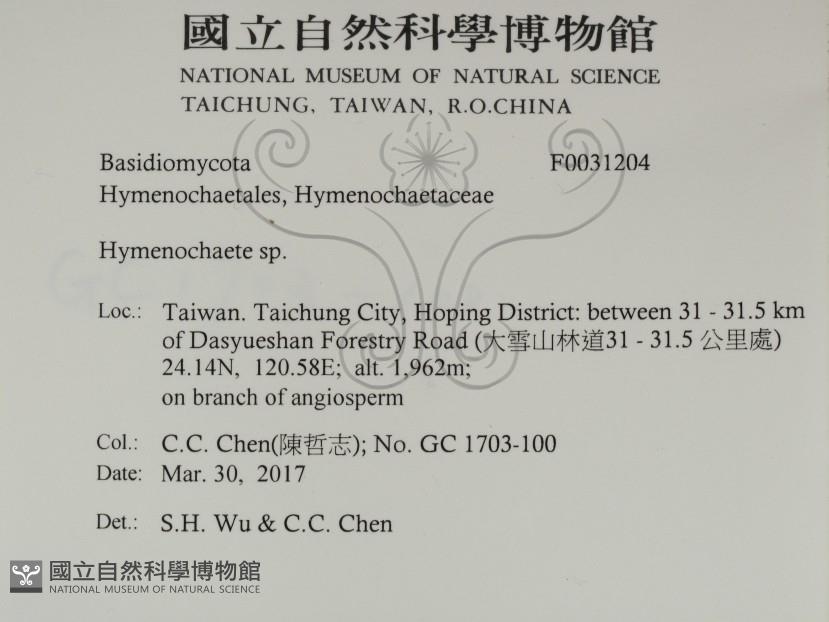 國立自然科學博物館
NATIONAL MUSEUM OF NATURAL SCIENCE
TAICHUNG, TAIWAN, R.O.CHINA
Basidiomycota F0031204
Hymenochaetales, Hymenochaetaceae
Hymenochaete sp.
Loc.: Taiwan. Taichung City, Hoping District: between 31 - 31.5 km
of Dasyueshan Forestry Road (大雪山林道31 - 31.5 公里處)
24.14N, 120.58E; alt. 1,962m;
on branch of angiosperm
Col.: C.C. Chen(陳哲志); No. GC 1703-100
Date: Mar. 30, 2017
Det.: S.H. Wu & C.C. Chen
國立自然科學博物館
NATIONAL MUSEUM OF NATURAL SCIENCE